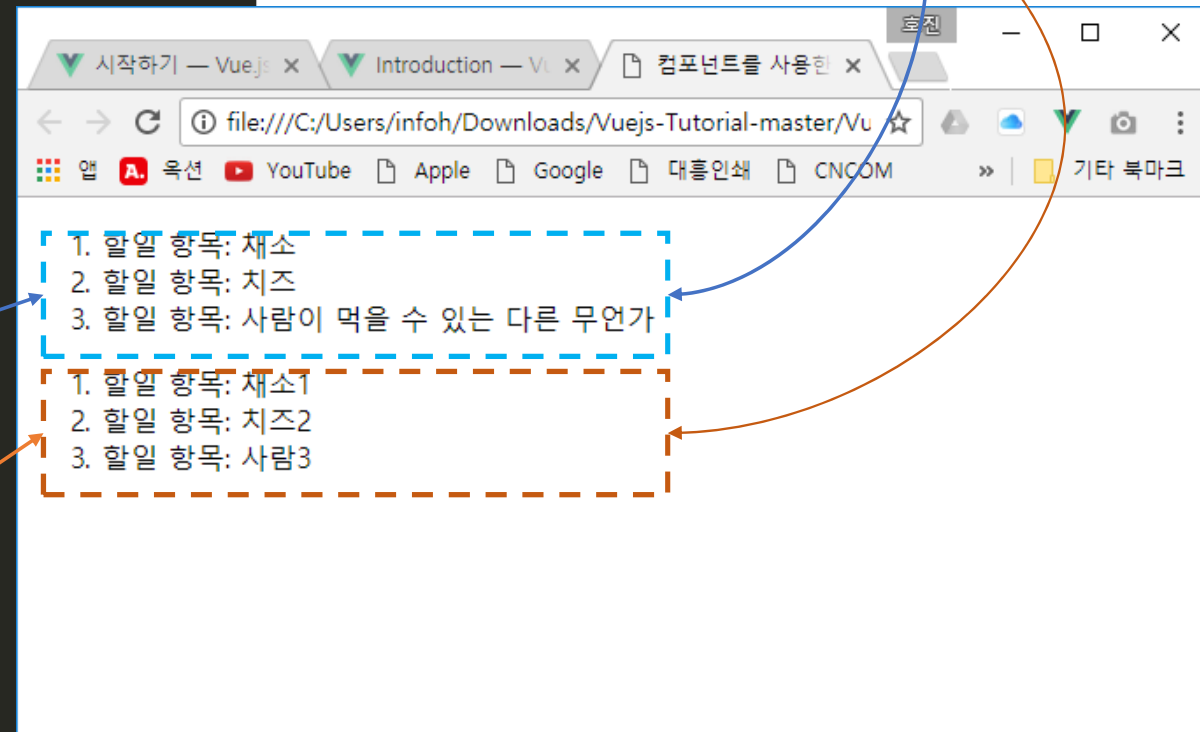 호진
시작하기 — Vue.js
Introduction — Vu
컴포넌트를 사용한
file:///C:/Users/infoh/Downloads/Vuejs-Tutorial-master/Vu
앱 A. 옥션 YouTube Apple Google 대흥인쇄 CNCOM » 기타 북마크
1. 할일 항목: 채소
2. 할일 항목: 치즈
3. 할일 항목: 사람이 먹을 수 있는 다른 무언가
1. 할일 항목: 채소1
2. 할일 항목: 치즈2
3. 할일 항목: 사람3